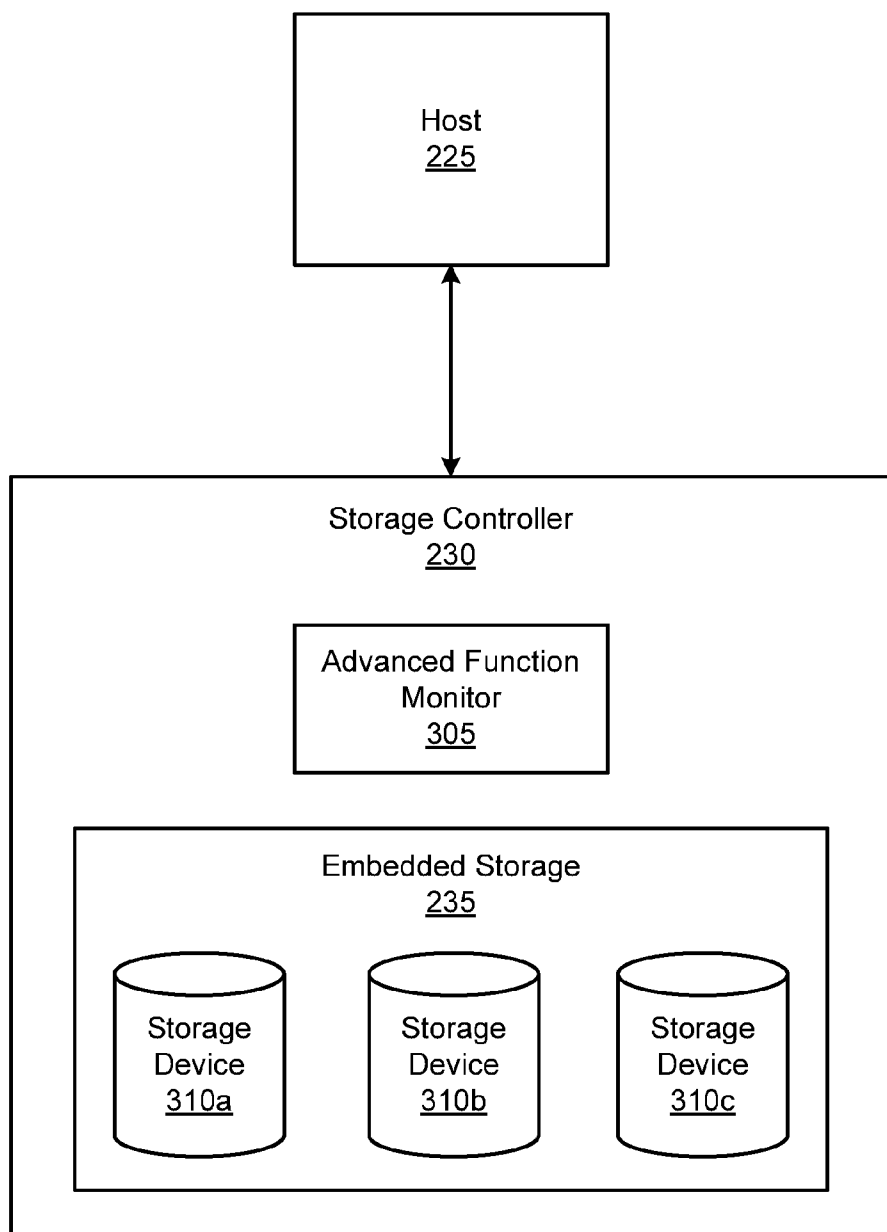 Host
225
Storage Controller
230
Advanced Function
Monitor
305
Embedded Storage
235
Storage
Device
310a
Storage
Device
310b
Storage
Device
310c